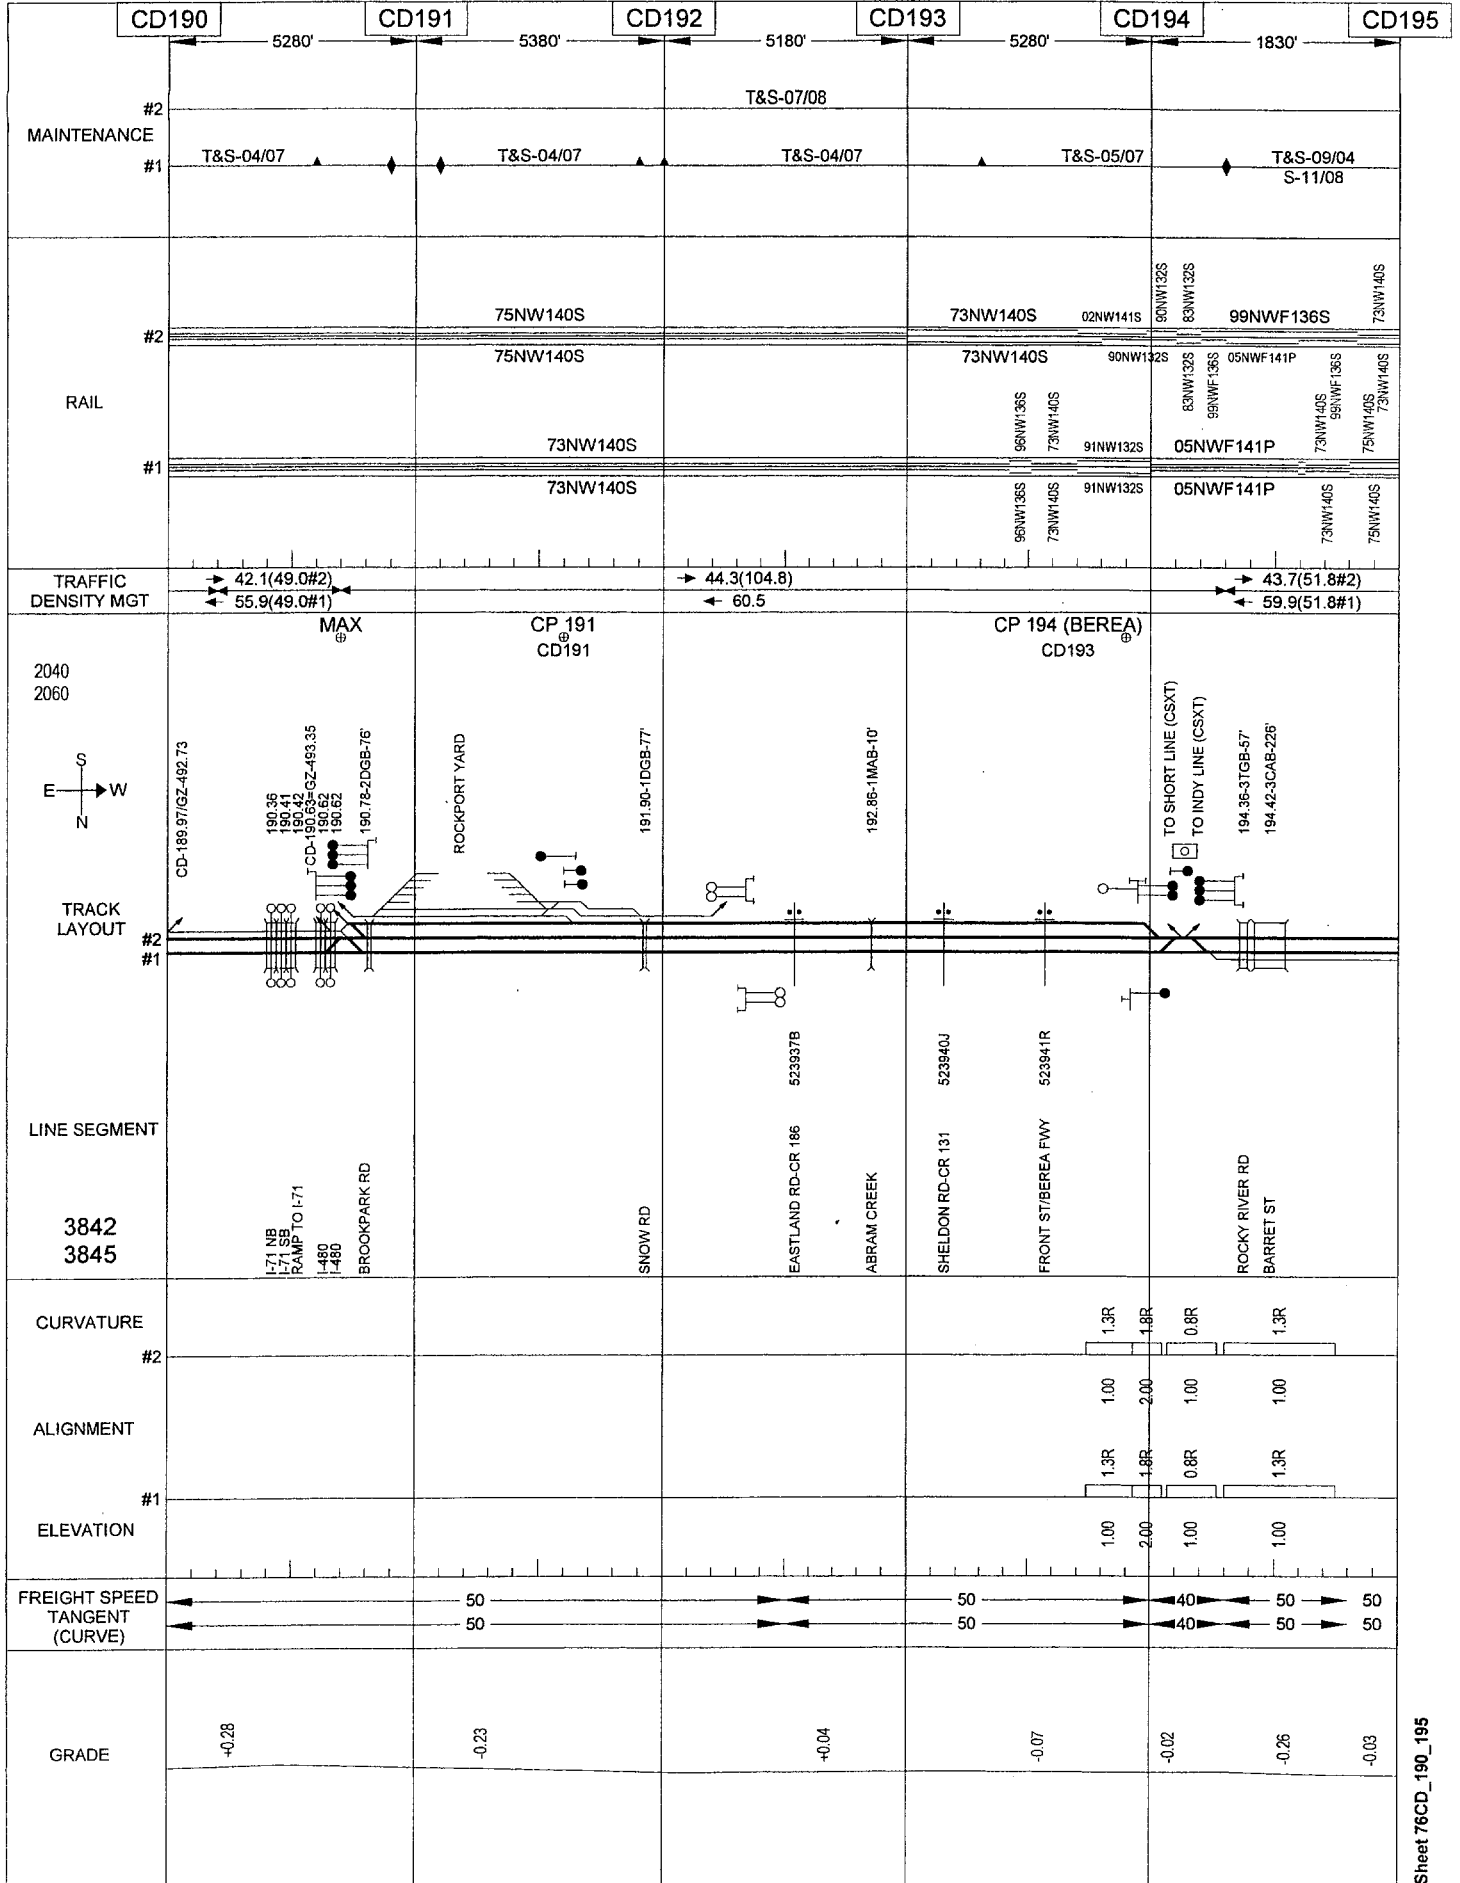 CD190 CD191 CD192 CD193 CD194 CD195
5280' 5380' 5180' 5280' 1830'
MAINTENANCE
#2 T&S-07/08
#1 T&S-04/07 T&S-04/07 T&S-04/07 T&S-05/07 T&S-09/04
S-11/08
RAIL
90NW132S 83NW132S 73NW140S
75NW140S 73NW140S 02NW141S 99NWF136S
#2
75NW140S 73NW140S 90NW132S 05NWF141P
83NW132S 99NWF136S 73NW140S 99NWF136S 75NW140S 73NW140S
96NW136S 73NW140S
73NW140S 91NW132S 05NWF141P
#1
73NW140S 91NW132S 05NWF141P
96NW136S 73NW140S 73NW140S 75NW140S
TRAFFIC
DENSITY MGT
42.1(49.0#2) 44.3(104.8) 43.7(51.8#2)
55.9(49.0#1) 60.5 59.9(51.8#1)
MAX CP 191 CP 194 (BEREA)
CD191 CD193
2040
2060
S
E W
N
CD-189.97/GZ-492.73
190.36
190.41
190.42
CD-190.63=GZ-493.35
190.62
190.62
190.78-2DGB-76'
ROCKPORT YARD
191.90-1DGB-77'
192.86-1MAB-10'
TO SHORT LINE (CSXT)
TO INDY LINE (CSXT)
194.36-3TGB-57'
194.42-3CAB-226'
TRACK
LAYOUT
#2
#1
523937B
523940J
523941R
LINE SEGMENT
3842
3845
I-71 NB
I-71 SB
RAMP TO I-71
I-480
I-480
BROOKPARK RD
SNOW RD
EASTLAND RD-CR 186
ABRAM CREEK
SHELDON RD-CR 131
FRONT ST/BEREA FWY
ROCKY RIVER RD
BARRET ST
CURVATURE
1.3R 1.8R 0.8R 1.3R
#2
1.00 2.00 1.00 1.00
ALIGNMENT
1.3R 1.8R 0.8R 1.3R
#1
1.00 2.00 1.00 1.00
ELEVATION
FREIGHT SPEED
TANGENT
(CURVE)
50 50 40 50 50
50 50 40 50 50
GRADE
+0.28 -0.23 +0.04 -0.07 -0.02 -0.26 -0.03
Sheet 76CD_190_195